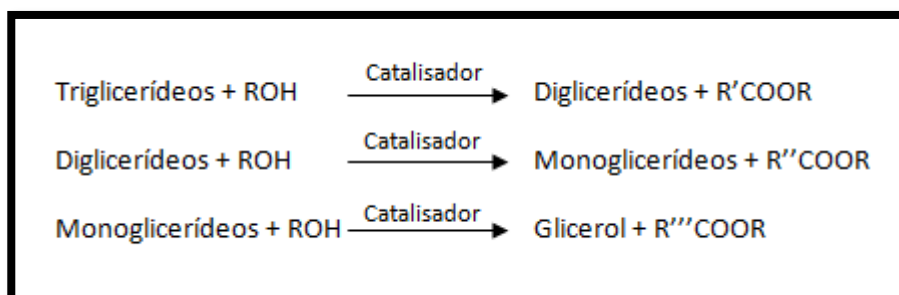 Triglicerídeos + ROH Catalisador Diglicerídeos + R'COOR
Diglicerídeos + ROH Catalisador Monoglicerídeos + R''COOR
Monoglicerídeos + ROH Catalisador Glicerol + R'''COOR